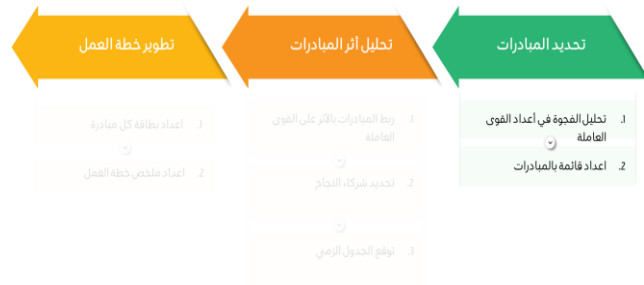 تحديد المبادرات
تحليل أثر المبادرات
تطوير خطة العمل
1. تحليل الفجوة في أعداد القوى
العاملة
2. اعداد قائمة بالمبادرات
1. ربط المبادرات بالأثر على القوى
العاملة
2. تحديد شركاء النجاح
3. توقع الجدول الزمني
1. اعداد بطاقة كل مبادرة
2. اعداد ملخص خطة العمل